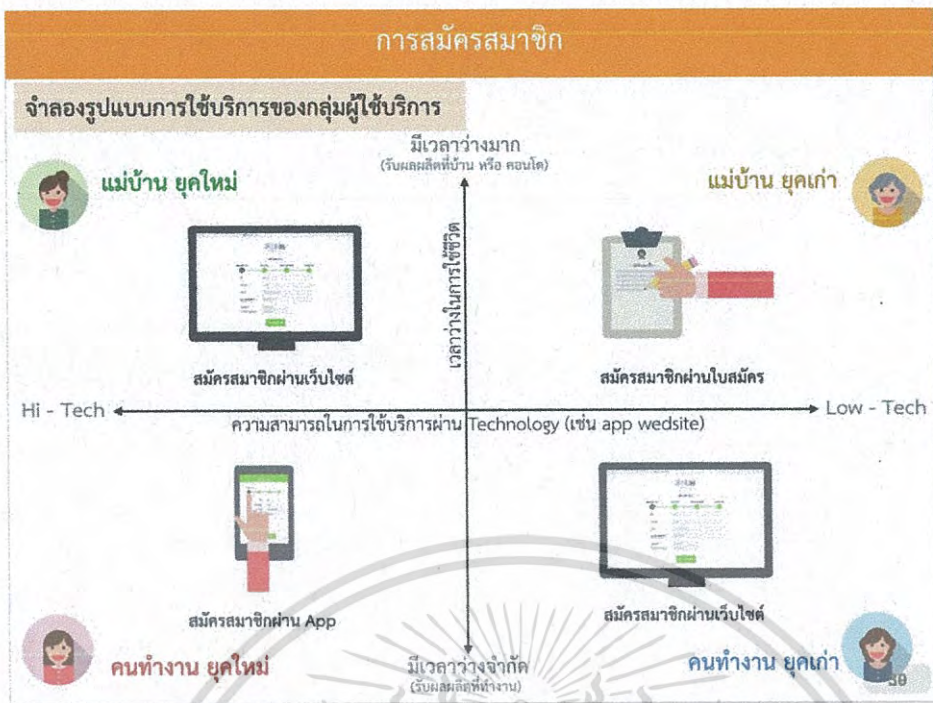 การสมัครสมาชิก
จำลองรูปแบบการใช้บริการของกลุ่มผู้ใช้บริการ
มีเวลาว่างมาก
(รับผลผลิตที่บ้าน หรือ คอนโด)
แม่บ้าน ยุคใหม่
แม่บ้าน ยุคเก่า
เวลาว่างในการใช้ชีวิต
สมัครสมาชิกผ่านเว็บไซต์
สมัครสมาชิกผ่านใบสมัคร
Hi - Tech
Low - Tech
ความสามารถในการใช้บริการผ่าน Technology (เช่น app wedsite)
สมัครสมาชิกผ่าน App
สมัครสมาชิกผ่านเว็บไซต์
คนทำงาน ยุคใหม่
มีเวลาว่างจำกัด
(รับผลผลิตที่ทำงาน)
คนทำงาน ยุคเก่า
39